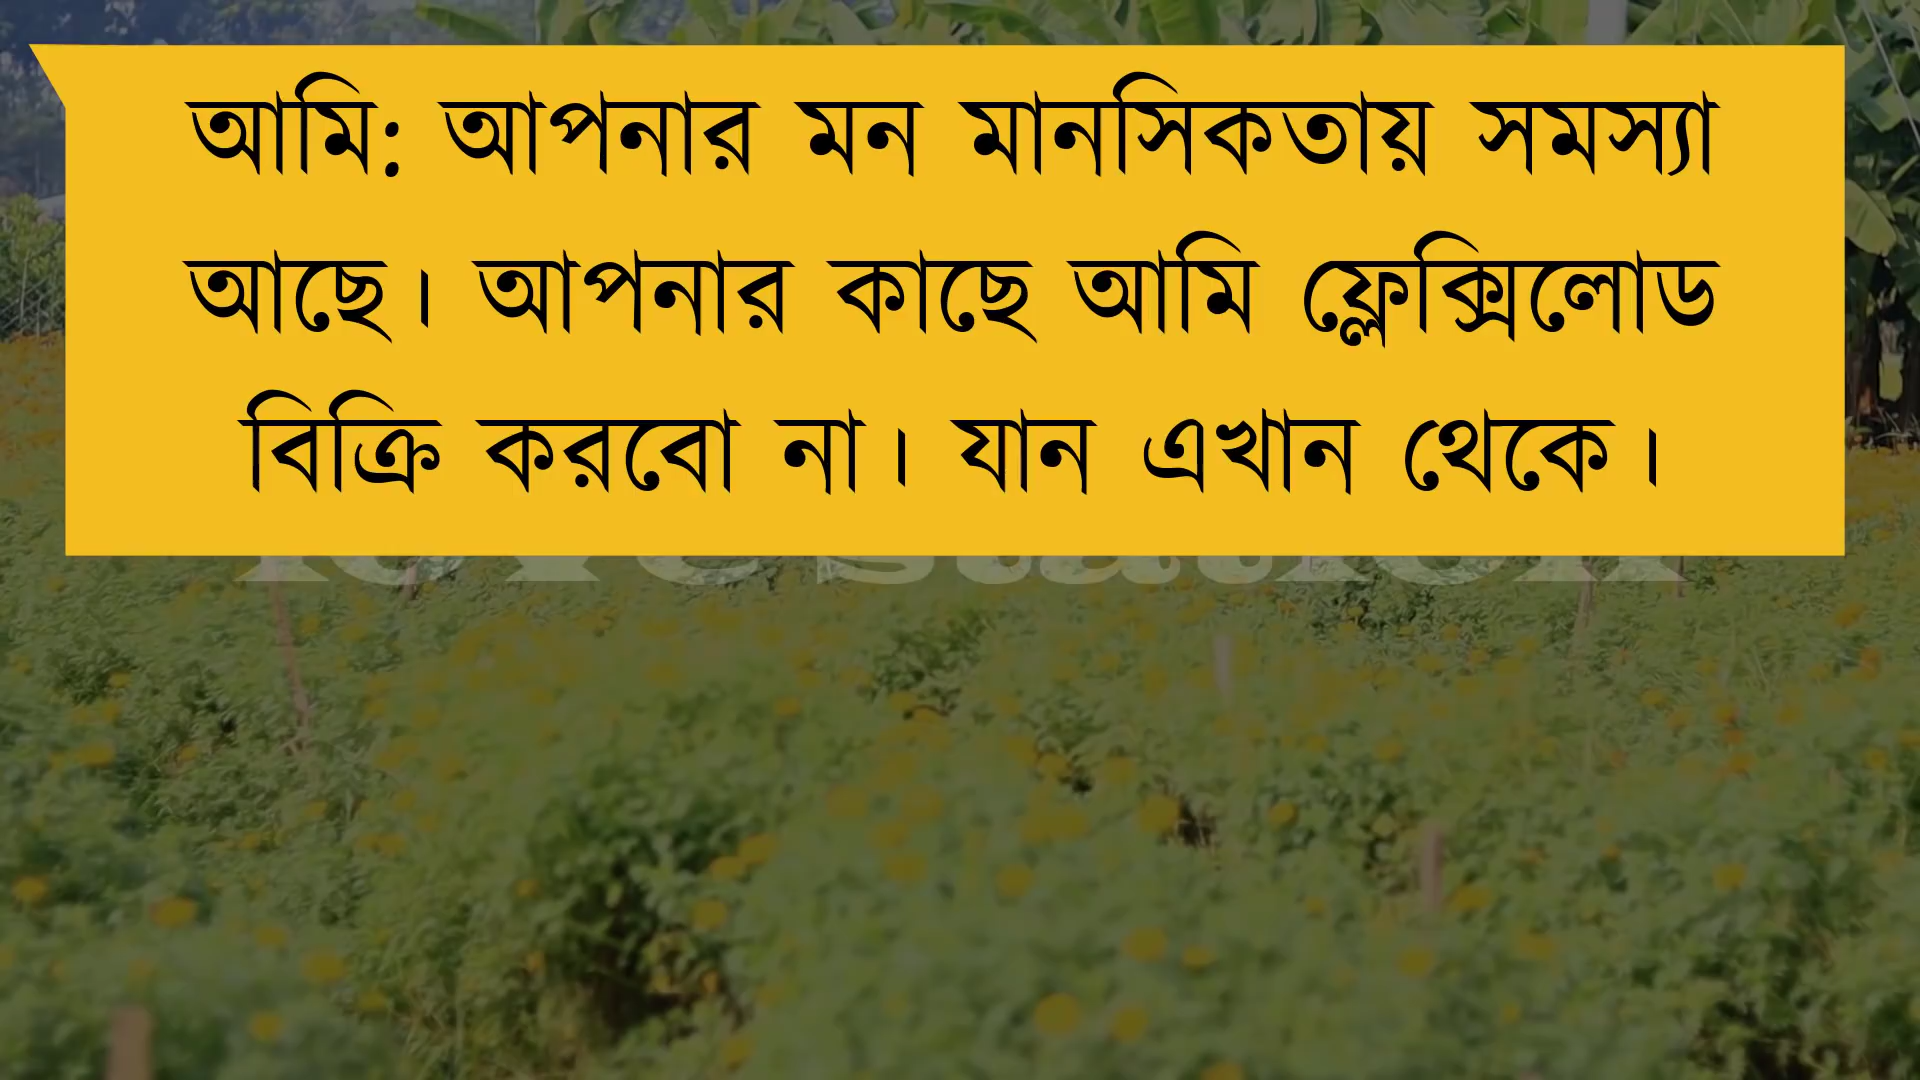 আমি: আপনার মন মানসিকতায় সমস্যা
আছে। আপনার কাছে আমি ফ্লেক্সিলোড
বিক্রি করবো না। যান এখান থেকে।